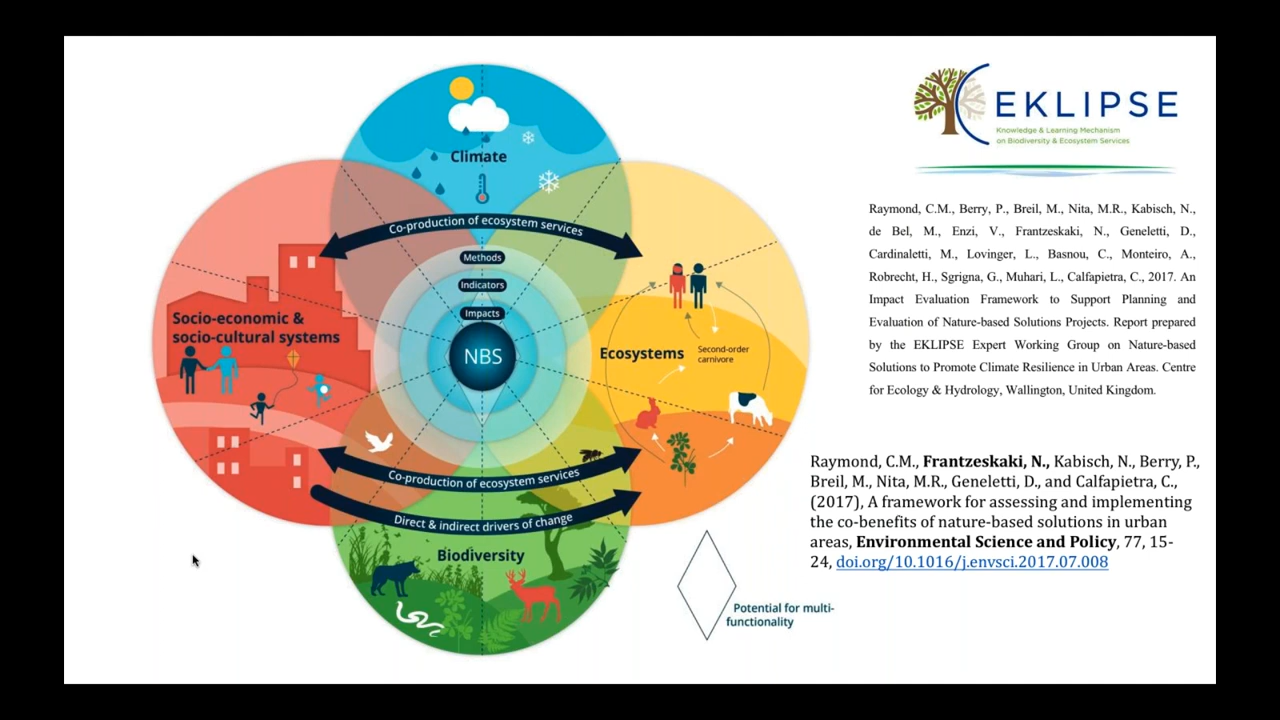 Climate
Co-production of ecosystem services
Methods
Indicators
Impacts
NBS
Socio-economic &
socio-cultural systems
Ecosystems
Second-order
carnivore
Co-production of ecosystem services
Direct & indirect drivers of change
Biodiversity
Potential for multi-
functionality
EKLIPSE
Knowledge & Learning Mechanism
on Biodiversity & Ecosystem Services
Raymond, C.M., Berry, P., Breil, M., Nita, M.R., Kabisch, N.,
de Bel, M., Enzi, V., Frantzeskaki, N., Geneletti, D.,
Cardinaletti, M., Lovinger, L., Basnou, C., Monteiro, A.,
Robrecht, H., Sgrigna, G., Muhari, L., Calfapietra, C., 2017. An
Impact Evaluation Framework to Support Planning and
Evaluation of Nature-based Solutions Projects. Report prepared
by the EKLIPSE Expert Working Group on Nature-based
Solutions to Promote Climate Resilience in Urban Areas. Centre
for Ecology & Hydrology, Wallington, United Kingdom.
Raymond, C.M., Frantzeskaki, N., Kabisch, N., Berry, P.,
Breil, M., Nita, M.R., Geneletti, D., and Calfapietra, C.,
(2017), A framework for assessing and implementing
the co-benefits of nature-based solutions in urban
areas, Environmental Science and Policy, 77, 15-
24, doi.org/10.1016/j.envsci.2017.07.008